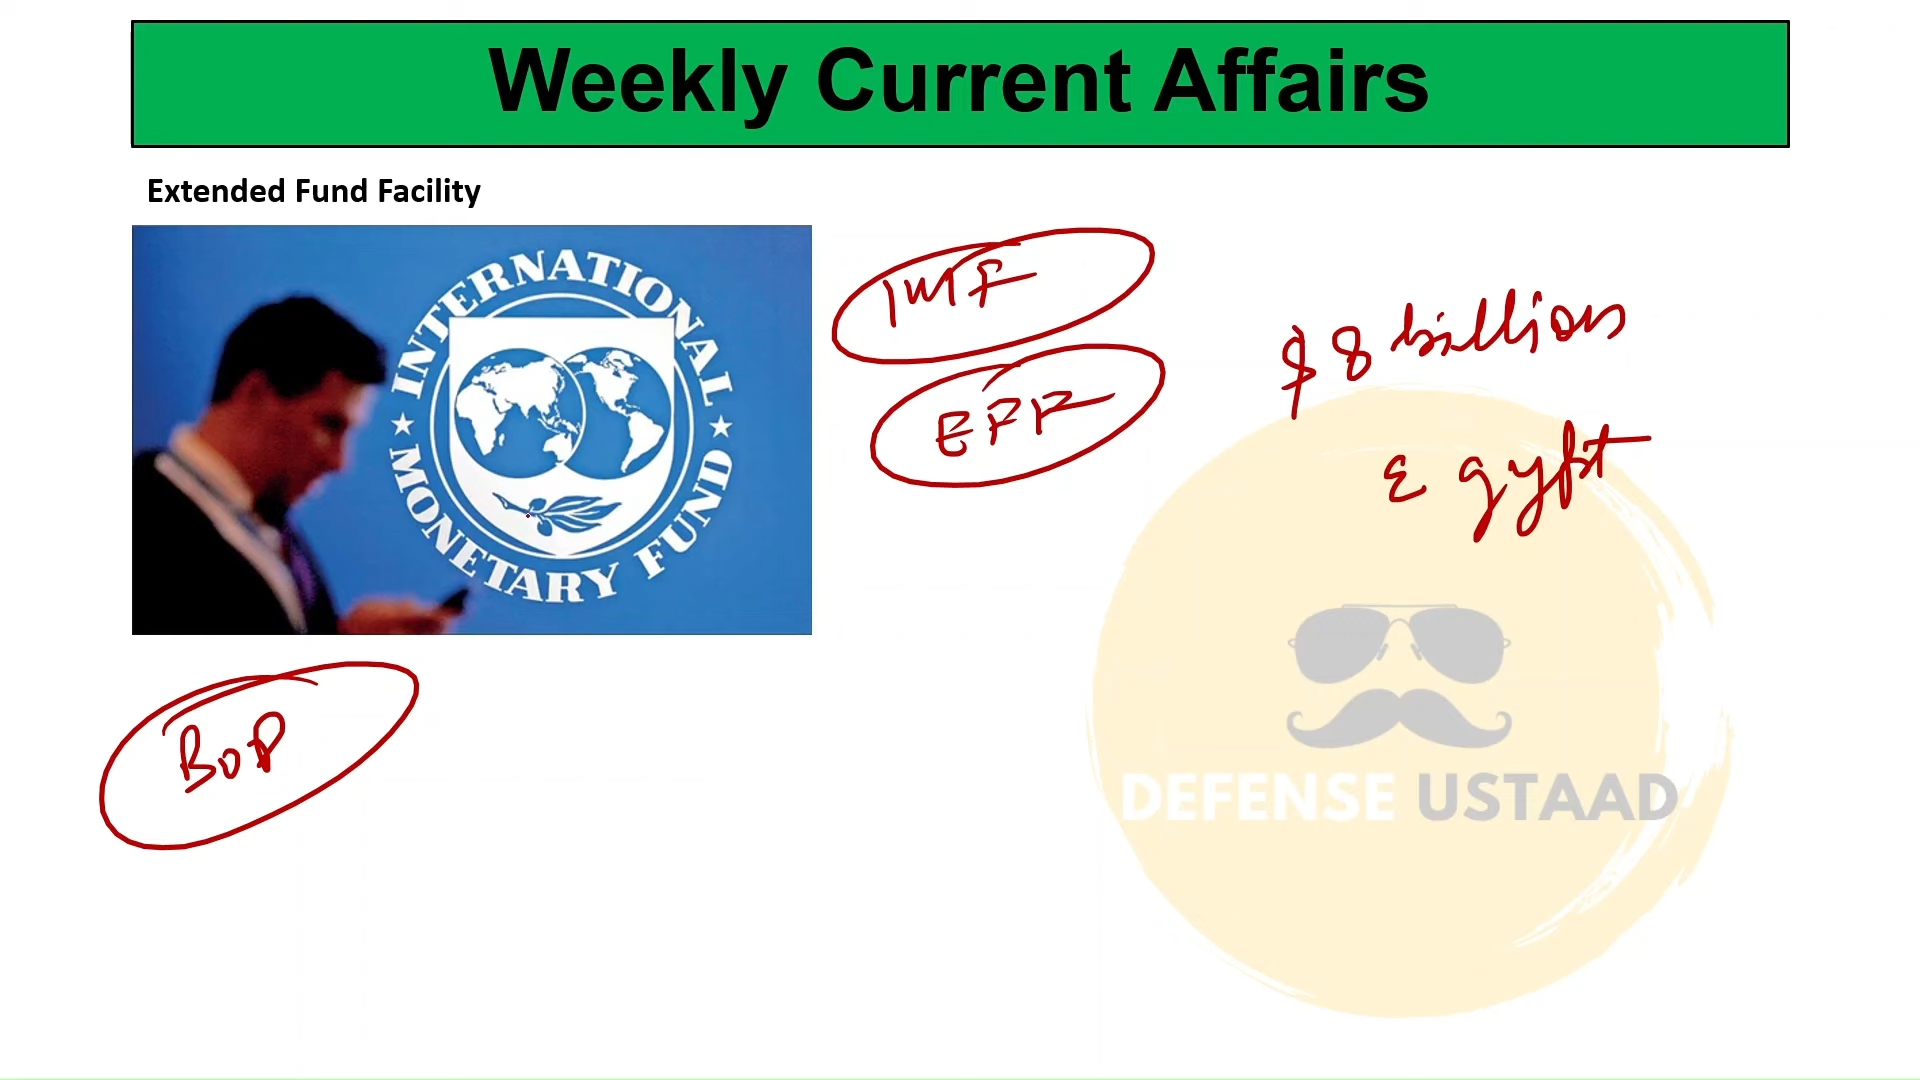 Weekly Current Affairs
Extended Fund Facility
INTERNATIONAL
MONETARY FUND
IMF
EFF
$ 8 billion
Egypt
BOP
DEFENSE USTAAD